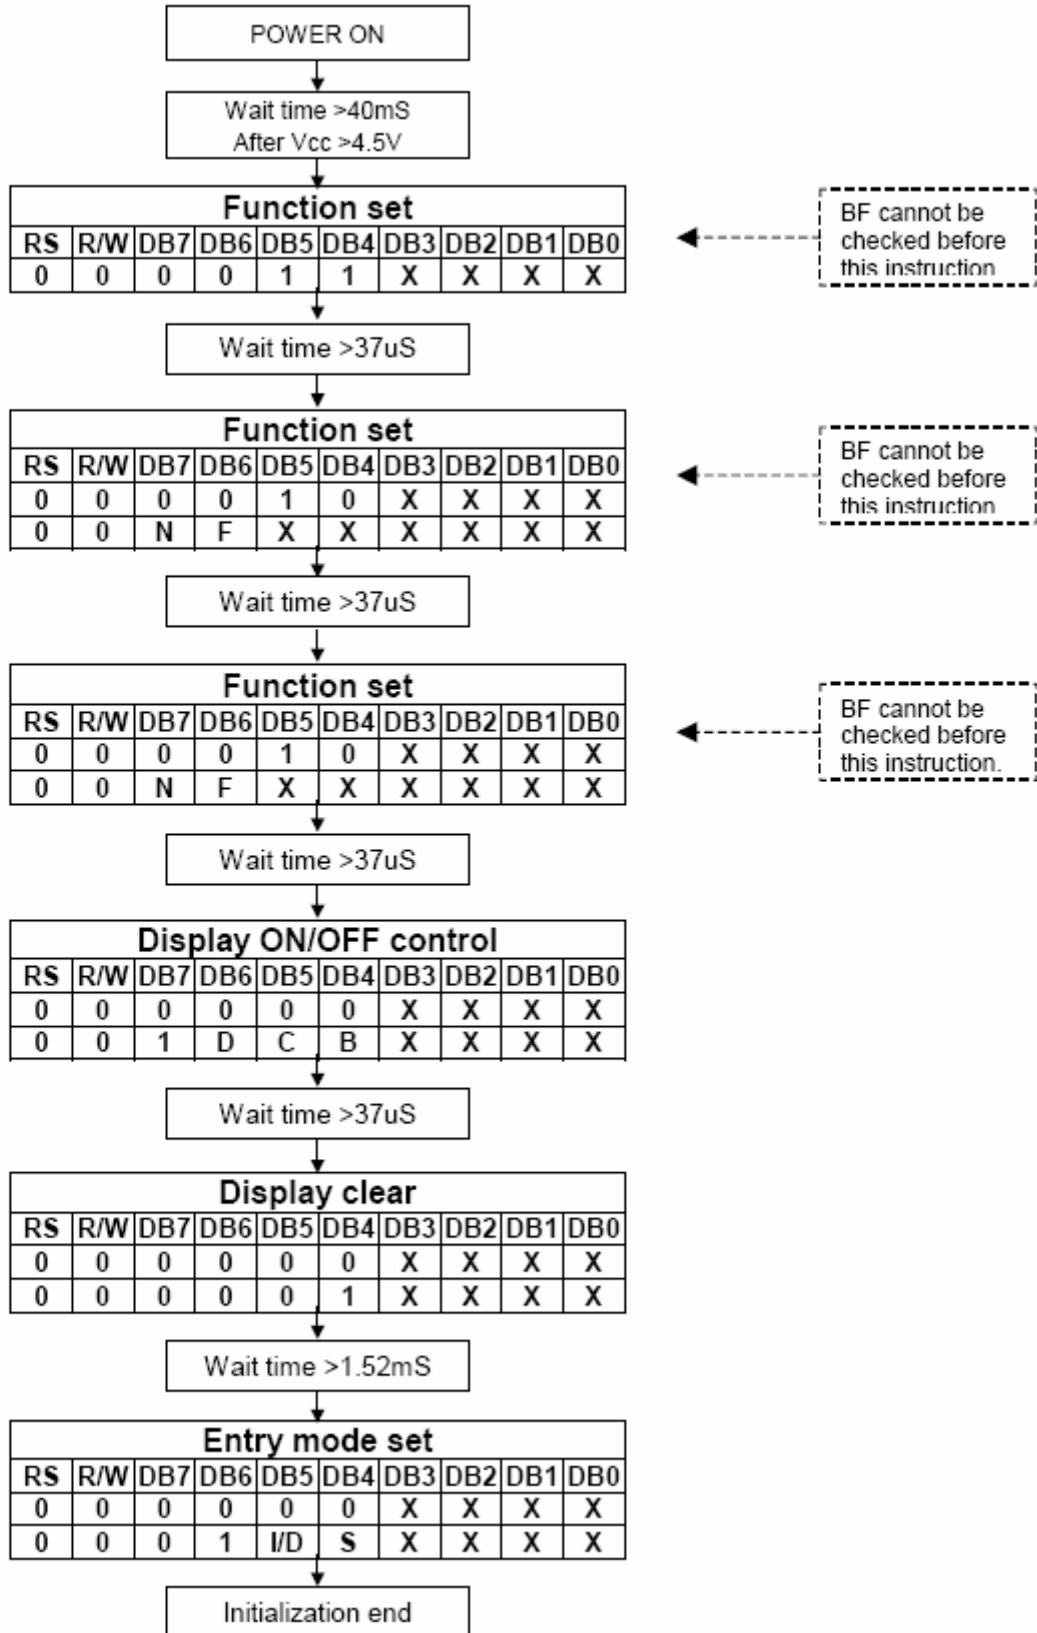 POWER ON
Wait time >40mS
After Vcc >4.5V
Function set
RS R/W DB7 DB6 DB5 DB4 DB3 DB2 DB1 DB0
0 0 0 0 1 1 X X X X
BF cannot be
checked before
this instruction
Wait time >37uS
Function set
RS R/W DB7 DB6 DB5 DB4 DB3 DB2 DB1 DB0
0 0 0 0 1 0 X X X X
0 0 N F X X X X X X
BF cannot be
checked before
this instruction
Wait time >37uS
Function set
RS R/W DB7 DB6 DB5 DB4 DB3 DB2 DB1 DB0
0 0 0 0 1 0 X X X X
0 0 N F X X X X X X
BF cannot be
checked before
this instruction.
Wait time >37uS
Display ON/OFF control
RS R/W DB7 DB6 DB5 DB4 DB3 DB2 DB1 DB0
0 0 0 0 0 0 X X X X
0 0 1 D C B X X X X
Wait time >37uS
Display clear
RS R/W DB7 DB6 DB5 DB4 DB3 DB2 DB1 DB0
0 0 0 0 0 0 X X X X
0 0 0 0 0 1 X X X X
Wait time >1.52mS
Entry mode set
RS R/W DB7 DB6 DB5 DB4 DB3 DB2 DB1 DB0
0 0 0 0 0 0 X X X X
0 0 0 1 I/D S X X X X
Initialization end